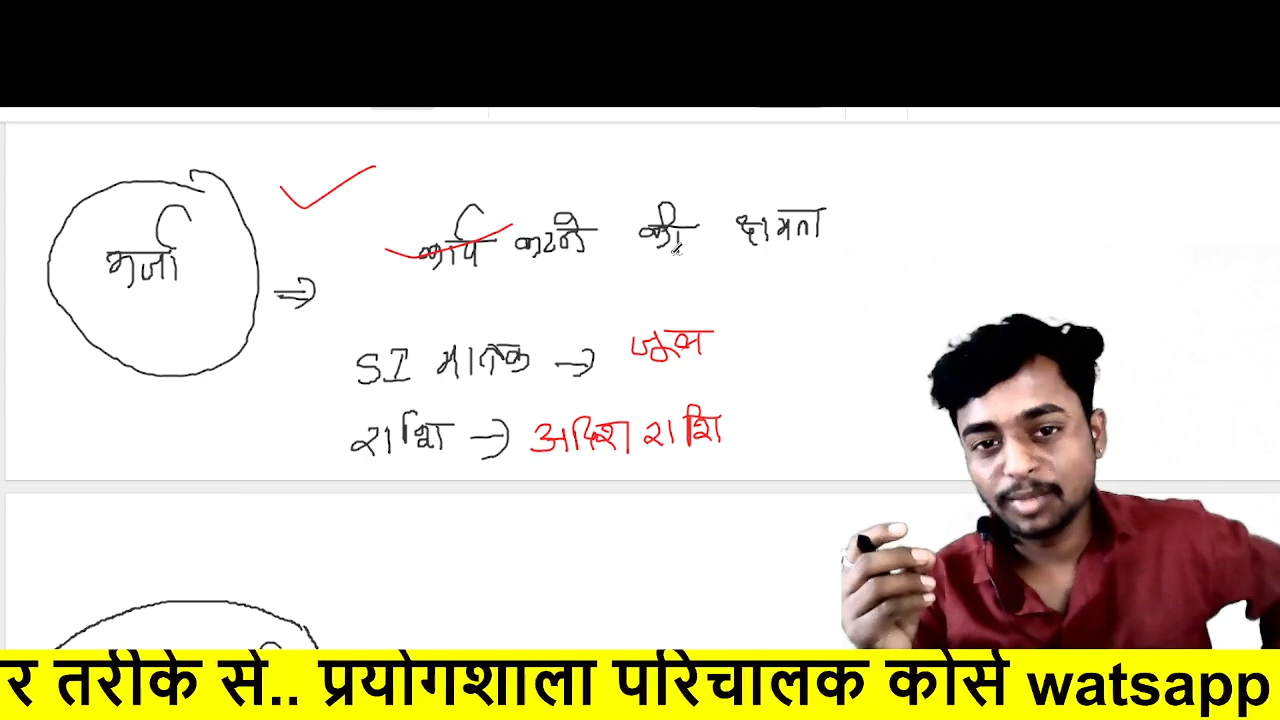 ऊर्जा
कार्य करने की क्षमता
SI मात्रक → जूल
राशि → अदिश राशि
र तरीके से.. प्रयोगशाला परिचालक कोर्स watsapp